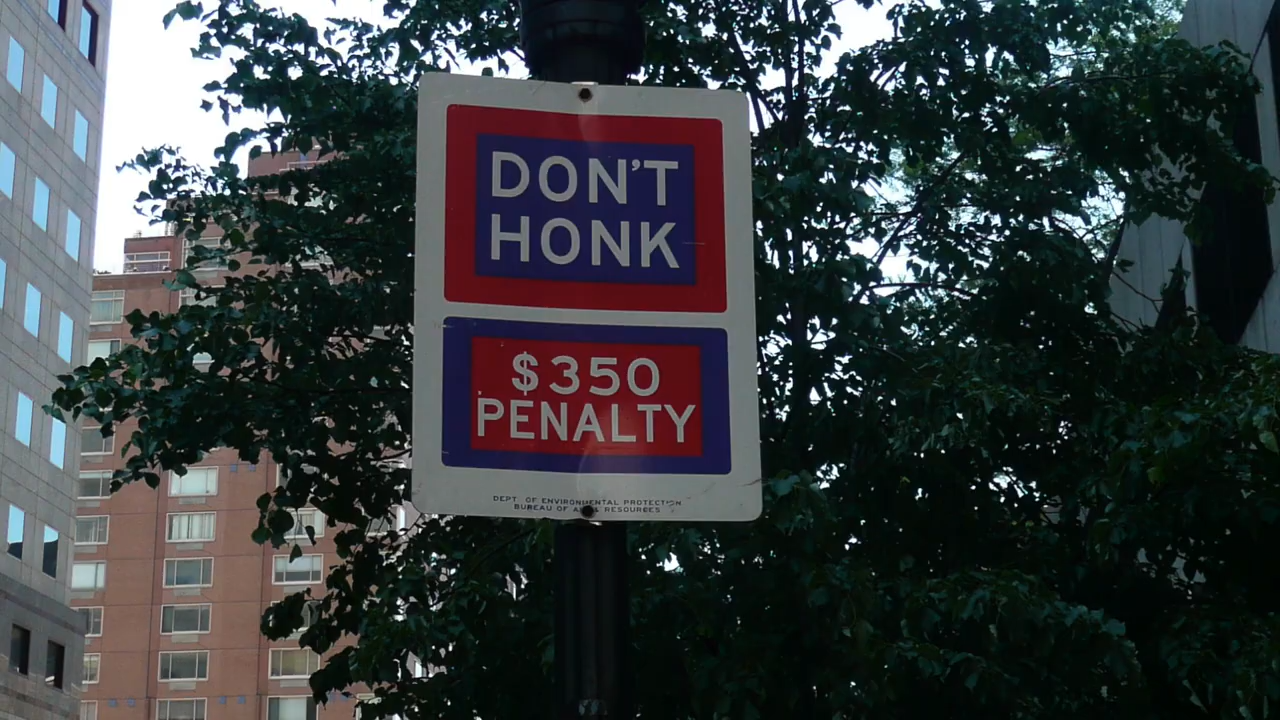 DON'T
HONK
$350
PENALTY
DEPT. OF ENVIRONMENTAL PROTECTION
BUREAU OF RESOURCES